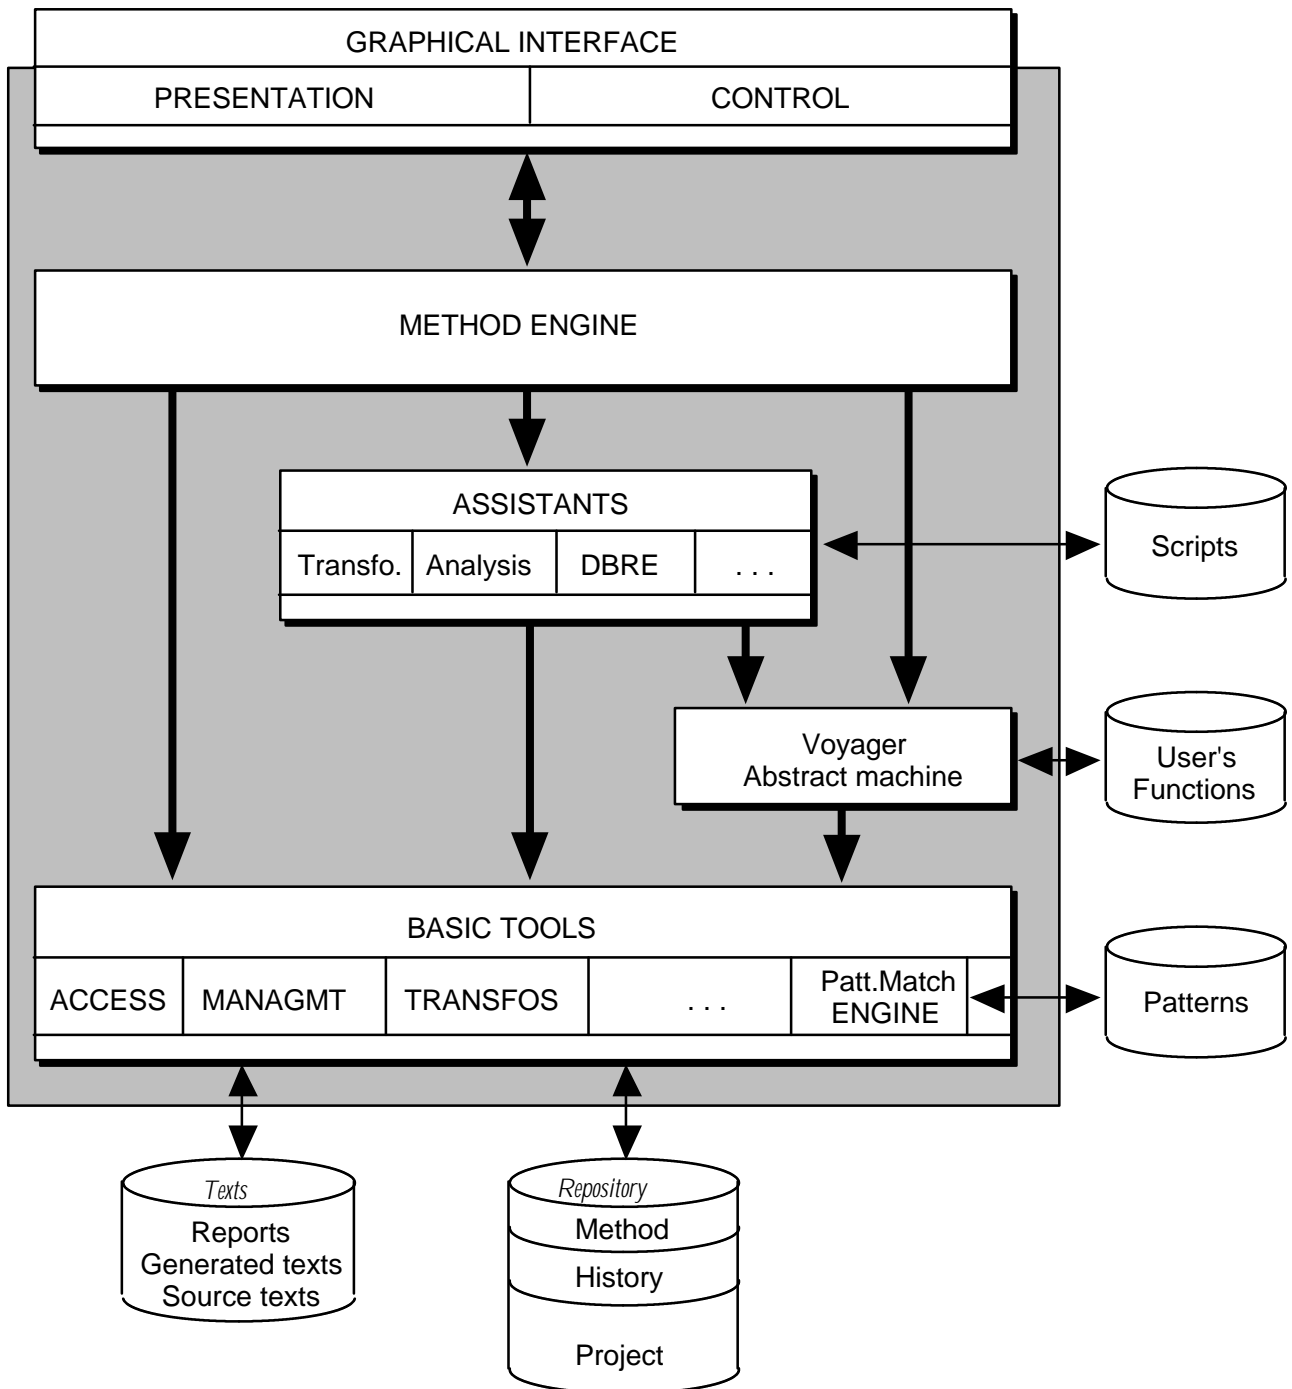 GRAPHICAL INTERFACE
PRESENTATION
CONTROL
METHOD ENGINE
ASSISTANTS
Transfo.
Analysis
DBRE
. . .
Scripts
Voyager
Abstract machine
User's
Functions
BASIC TOOLS
ACCESS
MANAGMT
TRANSFOS
. . .
Patt.Match
ENGINE
Patterns
Texts
Reports
Generated texts
Source texts
Repository
Method
History
Project